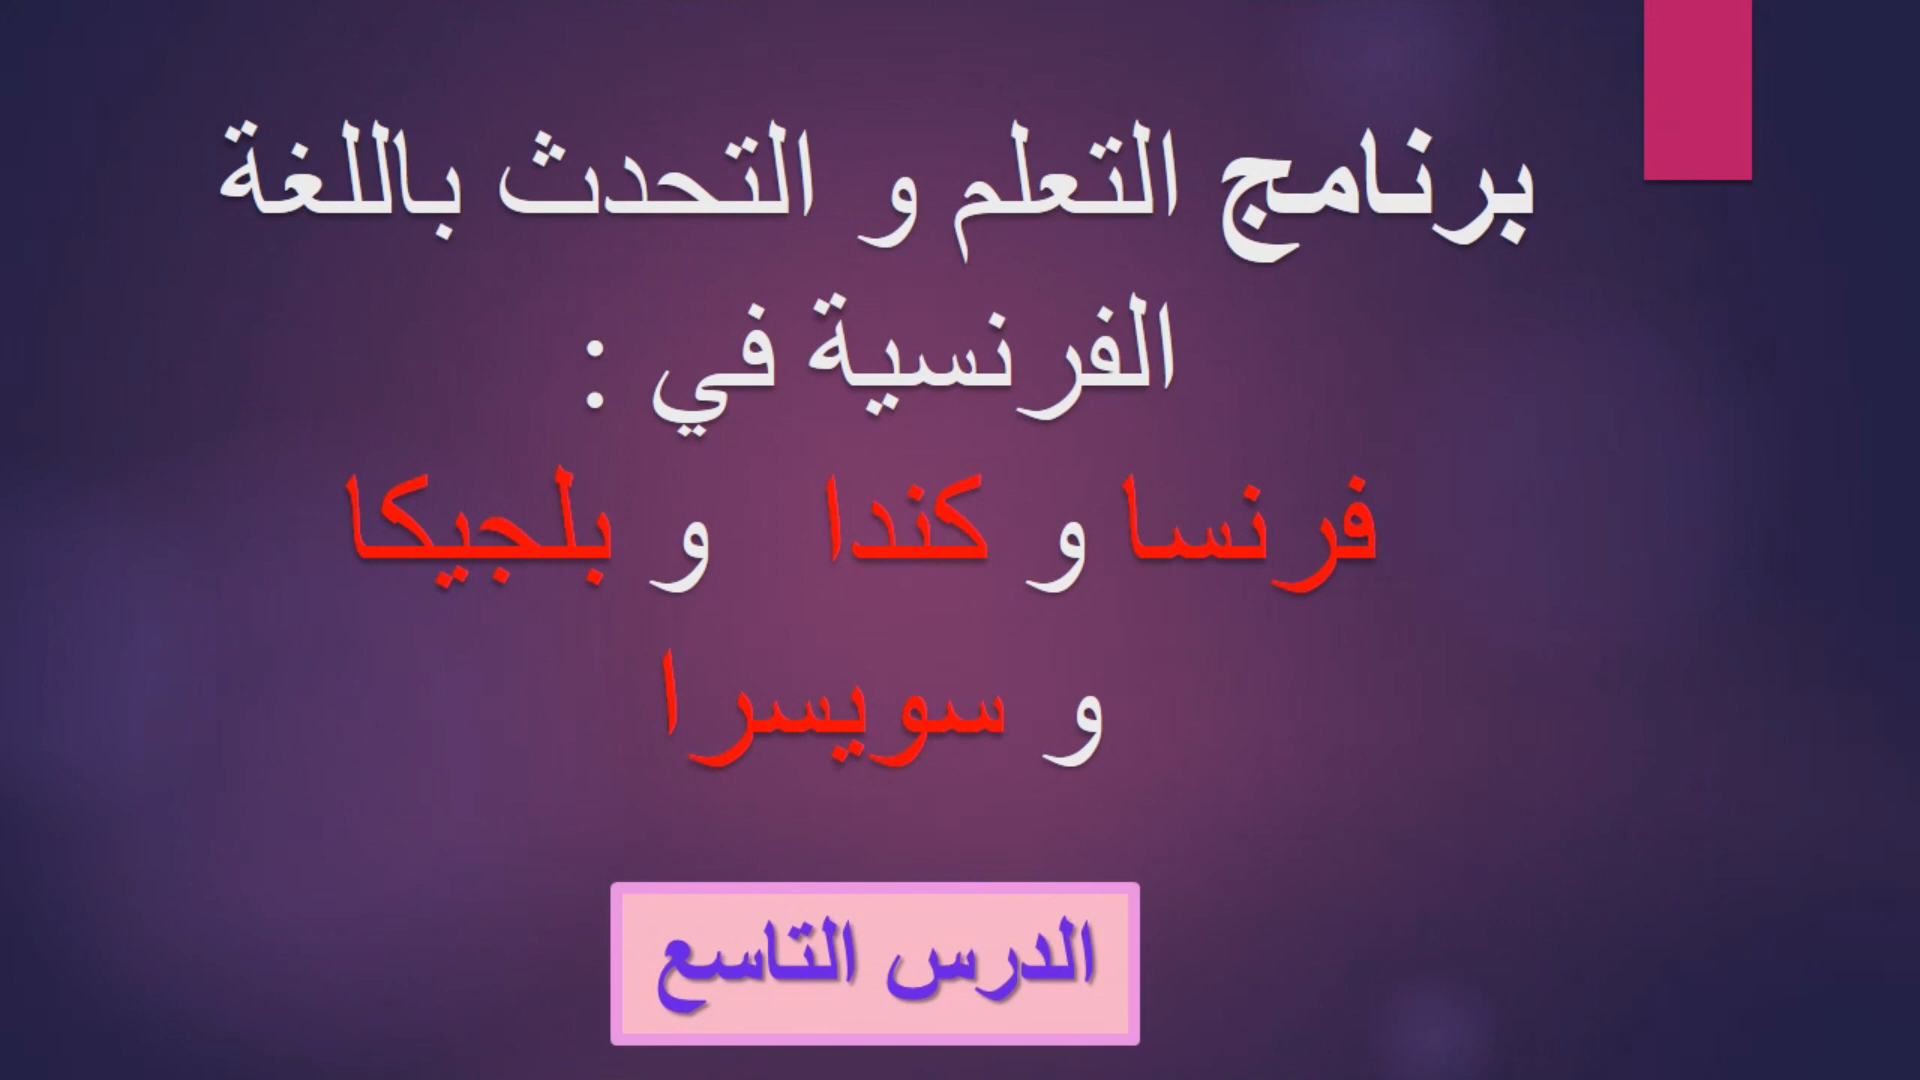 برنامج التعلم و التحدث باللغة
الفرنسية في :
فرنسا و كندا و بلجيكا
و سويسرا
الدرس التاسع